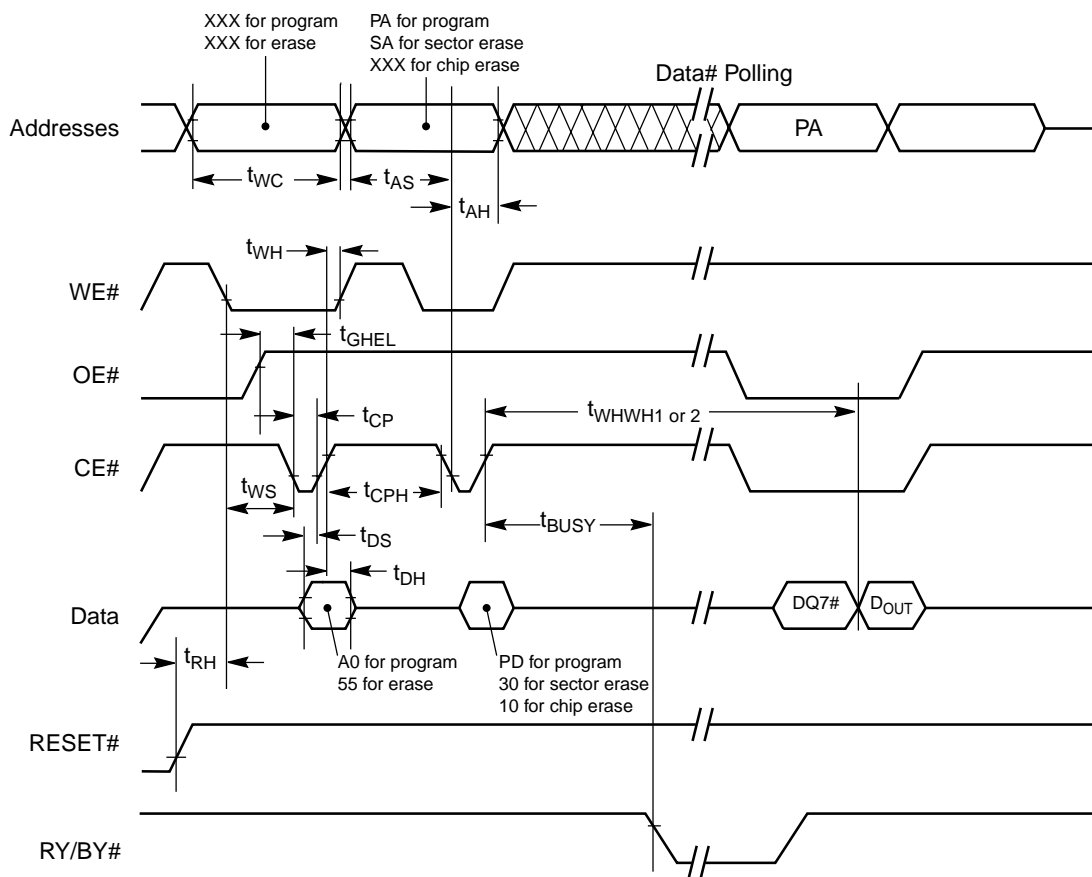 XXX for program
XXX for erase
PA for program
SA for sector erase
XXX for chip erase
Data# Polling
Addresses
PA
tWC
tAS
tAH
tWH
WE#
tGHEL
OE#
tCP
tWHWH1 or 2
CE#
tWS
tCPH
tBUSY
tDS
tDH
Data
DQ7#
DOUT
tRH
A0 for program
55 for erase
PD for program
30 for sector erase
10 for chip erase
RESET#
RY/BY#